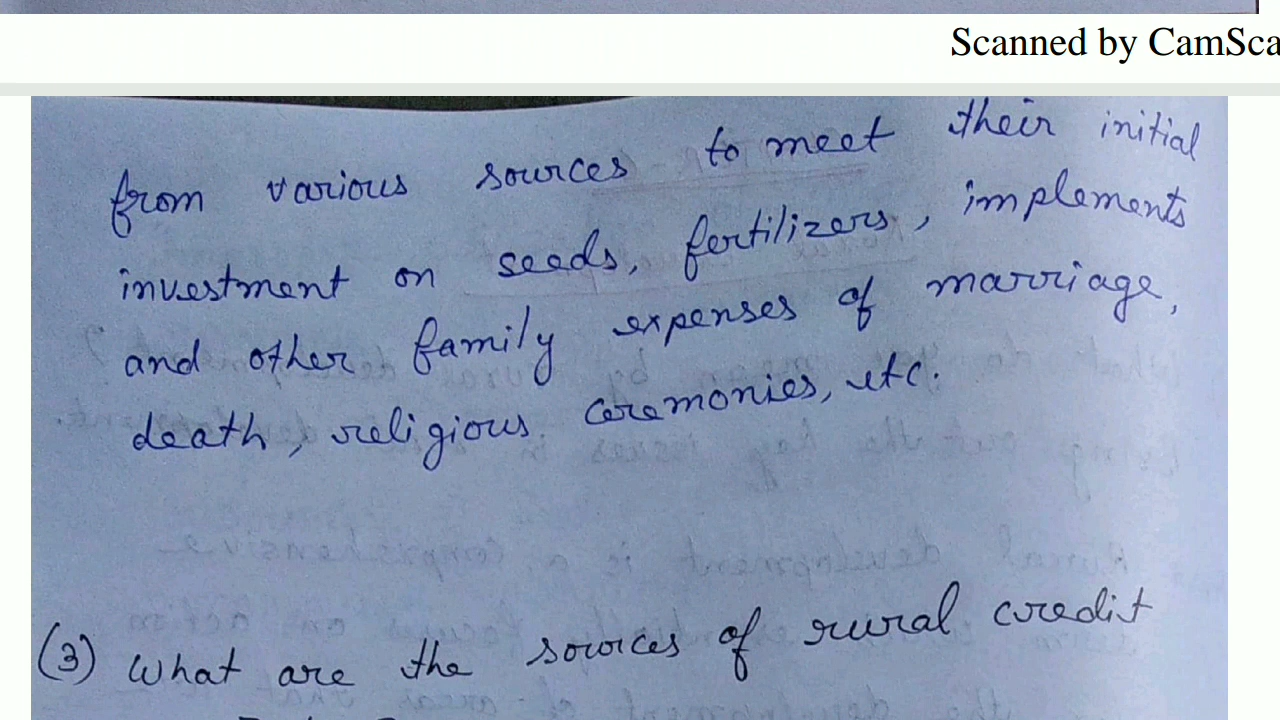 Scanned by CamSca
from various sources to meet their initial
investment on seeds, fertilizers, implements
and other family expenses of marriage,
death, religious ceremonies, etc.
(3) What are the sources of rural credit